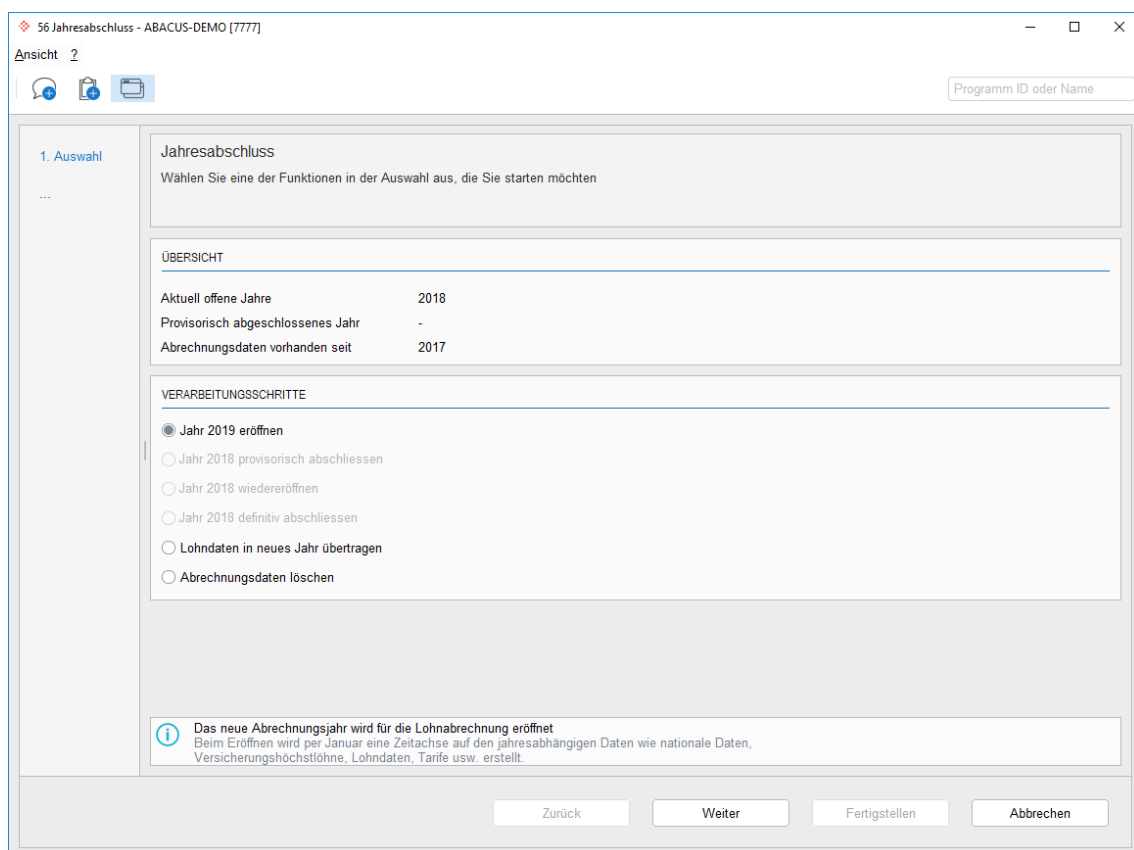 56 Jahresabschluss - ABACUS-DEMO [7777]
Ansicht ?
Programm ID oder Name
1. Auswahl
...
Jahresabschluss
Wählen Sie eine der Funktionen in der Auswahl aus, die Sie starten möchten
ÜBERSICHT
Aktuell offene Jahre 2018
Provisorisch abgeschlossenes Jahr -
Abrechnungsdaten vorhanden seit 2017
VERARBEITUNGSSCHRITTE
Jahr 2019 eröffnen
Jahr 2018 provisorisch abschliessen
Jahr 2018 wiedereröffnen
Jahr 2018 definitiv abschliessen
Lohndaten in neues Jahr übertragen
Abrechnungsdaten löschen
Das neue Abrechnungsjahr wird für die Lohnabrechnung eröffnet
Beim Eröffnen wird per Januar eine Zeitachse auf den jahresabhängigen Daten wie nationale Daten,
Versicherungshöchstlöhne, Lohndaten, Tarife usw. erstellt.
Zurück Weiter Fertigstellen Abbrechen